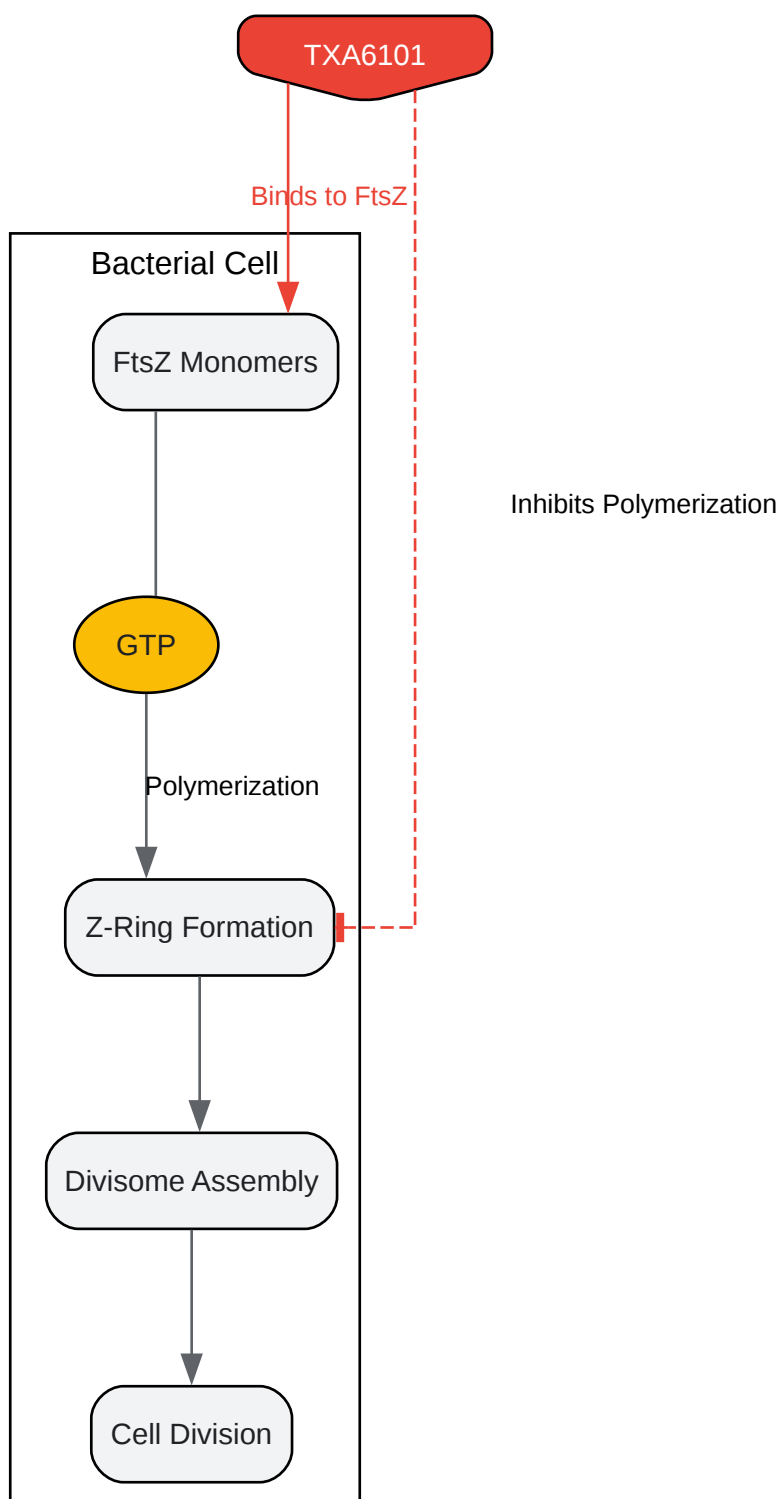 TXA6101
Binds to FtsZ
Bacterial Cell
FtsZ Monomers
Inhibits Polymerization
GTP
Polymerization
Z-Ring Formation
Divisome Assembly
Cell Division